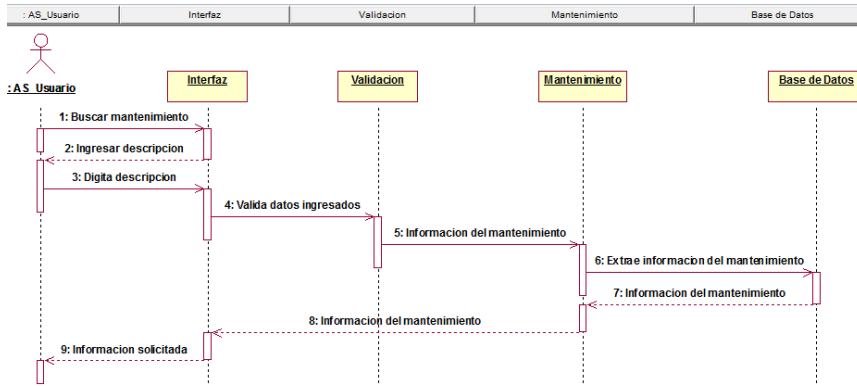 : AS_Usuario Interfaz Validacion Mantenimiento Base de Datos
: AS_Usuario Interfaz Validacion Mantenimiento Base de Datos
1: Buscar mantenimiento
2: Ingresar descripcion
3: Digita descripcion
4: Valida datos ingresados
5: Informacion del mantenimiento
6: Extrae informacion del mantenimiento
7: Informacion del mantenimiento
8: Informacion del mantenimiento
9: Informacion solicitada